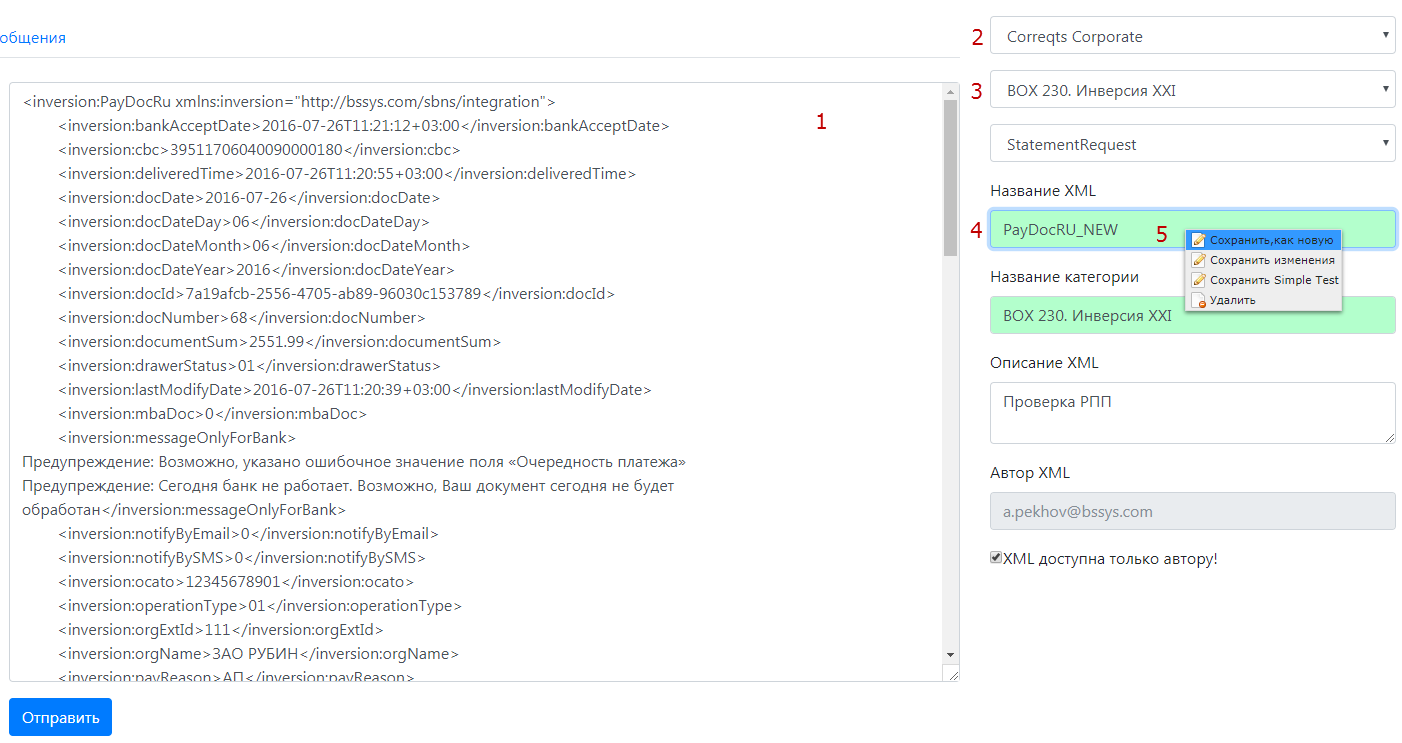 общения
<inversion:PayDocRu xmlns:inversion="http://bssys.com/sbns/integration">
<inversion:bankAcceptDate>2016-07-26T11:21:12+03:00</inversion:bankAcceptDate>
<inversion:cbc>39511706040090000180</inversion:cbc>
<inversion:deliveredTime>2016-07-26T11:20:55+03:00</inversion:deliveredTime>
<inversion:docDate>2016-07-26</inversion:docDate>
<inversion:docDateDay>06</inversion:docDateDay>
<inversion:docDateMonth>06</inversion:docDateMonth>
<inversion:docDateYear>2016</inversion:docDateYear>
<inversion:docId>7a19afcb-2556-4705-ab89-96030c153789</inversion:docId>
<inversion:docNumber>68</inversion:docNumber>
<inversion:documentSum>2551.99</inversion:documentSum>
<inversion:drawerStatus>01</inversion:drawerStatus>
<inversion:lastModifyDate>2016-07-26T11:20:39+03:00</inversion:lastModifyDate>
<inversion:mbaDoc>0</inversion:mbaDoc>
<inversion:messageOnlyForBank>
Предупреждение: Возможно, указано ошибочное значение поля «Очередность платежа»
Предупреждение: Сегодня банк не работает. Возможно, Ваш документ сегодня не будет
обработан</inversion:messageOnlyForBank>
<inversion:notifyByEmail>0</inversion:notifyByEmail>
<inversion:notifyBySMS>0</inversion:notifyBySMS>
<inversion:ocato>12345678901</inversion:ocato>
<inversion:operationType>01</inversion:operationType>
<inversion:orgExtId>111</inversion:orgExtId>
<inversion:orgName>ЗАО РУБИН</inversion:orgName>
<inversion:payReason>АП</inversion:payReason>
1
Отправить
2
Correqts Corporate
3
BOX 230. Инверсия XXI
StatementRequest
Название XML
4
PayDocRU_NEW
5
Сохранить,как новую
Сохранить изменения
Сохранить Simple Test
Удалить
Название категории
BOX 230. Инверсия XXI
Описание XML
Проверка РПП
Автор XML
a.pekhov@bssys.com
XML доступна только автору!